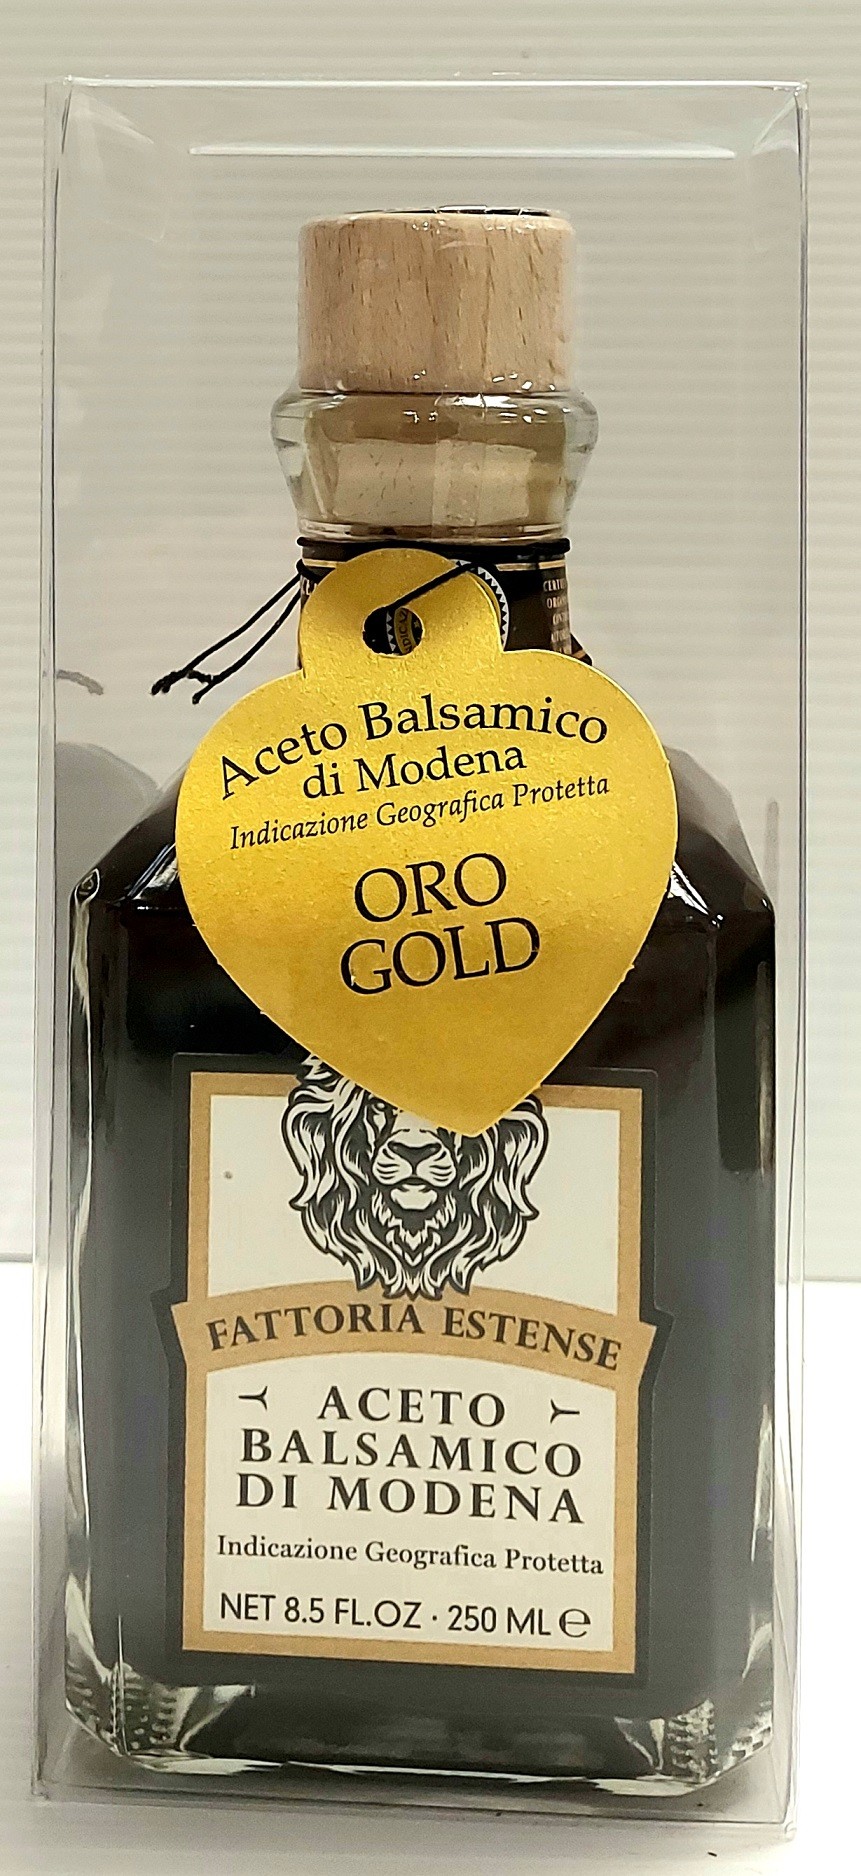 Aceto Balsamico
di Modena
Indicazione Geografica Protetta
ORO
GOLD
FATTORIA ESTENSE
ACETO
BALSAMICO
DI MODENA
Indicazione Geografica Protetta
NET 8.5 FL.OZ · 250 ML ℮